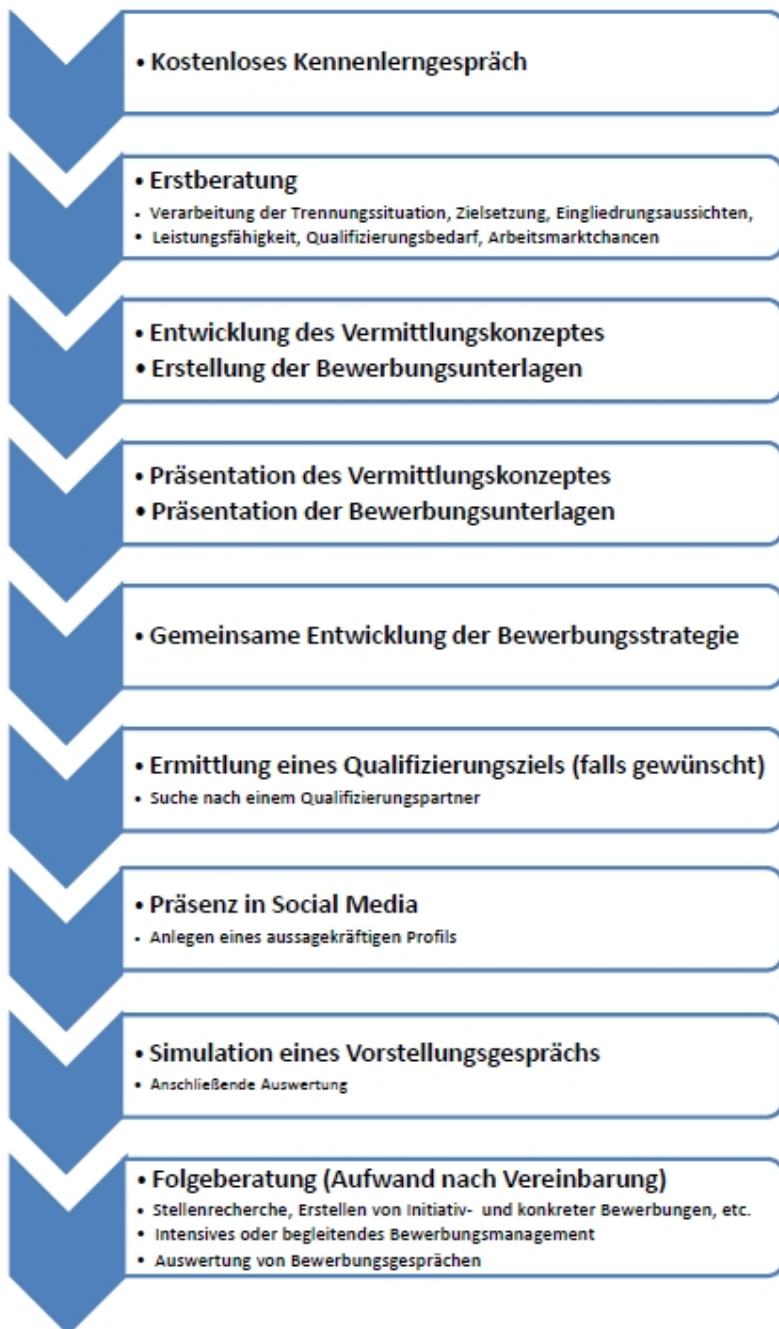 • Kostenloses Kennenlerngespräch
• Erstberatung
• Verarbeitung der Trennungssituation, Zielsetzung, Eingliedrungsaussichten,
• Leistungsfähigkeit, Qualifizierungsbedarf, Arbeitsmarktchancen
• Entwicklung des Vermittlungskonzeptes
• Erstellung der Bewerbungsunterlagen
• Präsentation des Vermittlungskonzeptes
• Präsentation der Bewerbungsunterlagen
• Gemeinsame Entwicklung der Bewerbungsstrategie
• Ermittlung eines Qualifizierungsziels (falls gewünscht)
• Suche nach einem Qualifizierungspartner
• Präsenz in Social Media
• Anlegen eines aussagekräftigen Profils
• Simulation eines Vorstellungsgesprächs
• Anschließende Auswertung
• Folgeberatung (Aufwand nach Vereinbarung)
• Stellenrecherche, Erstellen von Initiativ- und konkreter Bewerbungen, etc.
• Intensives oder begleitendes Bewerbungsmanagement
• Auswertung von Bewerbungsgesprächen